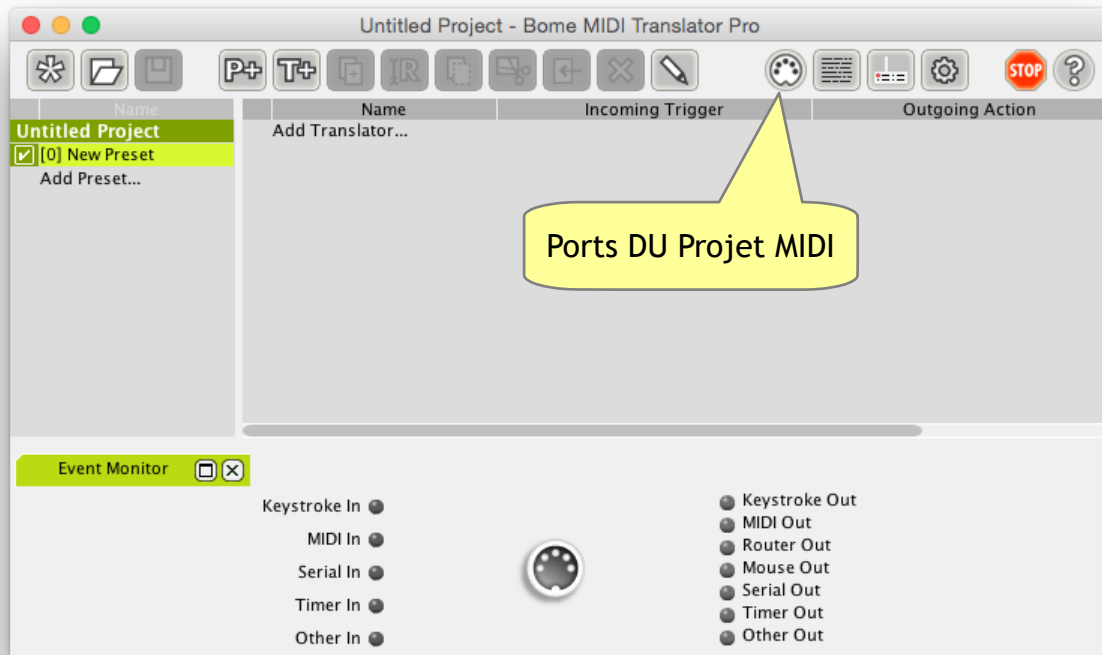 Untitled Project - Bome MIDI Translator Pro
P+ T+ IR STOP ?
Name
Name Incoming Trigger Outgoing Action
Untitled Project
[0] New Preset
Add Preset...
Add Translator...
Ports DU Projet MIDI
Event Monitor
Keystroke In
MIDI In
Serial In
Timer In
Other In
Keystroke Out
MIDI Out
Router Out
Mouse Out
Serial Out
Timer Out
Other Out